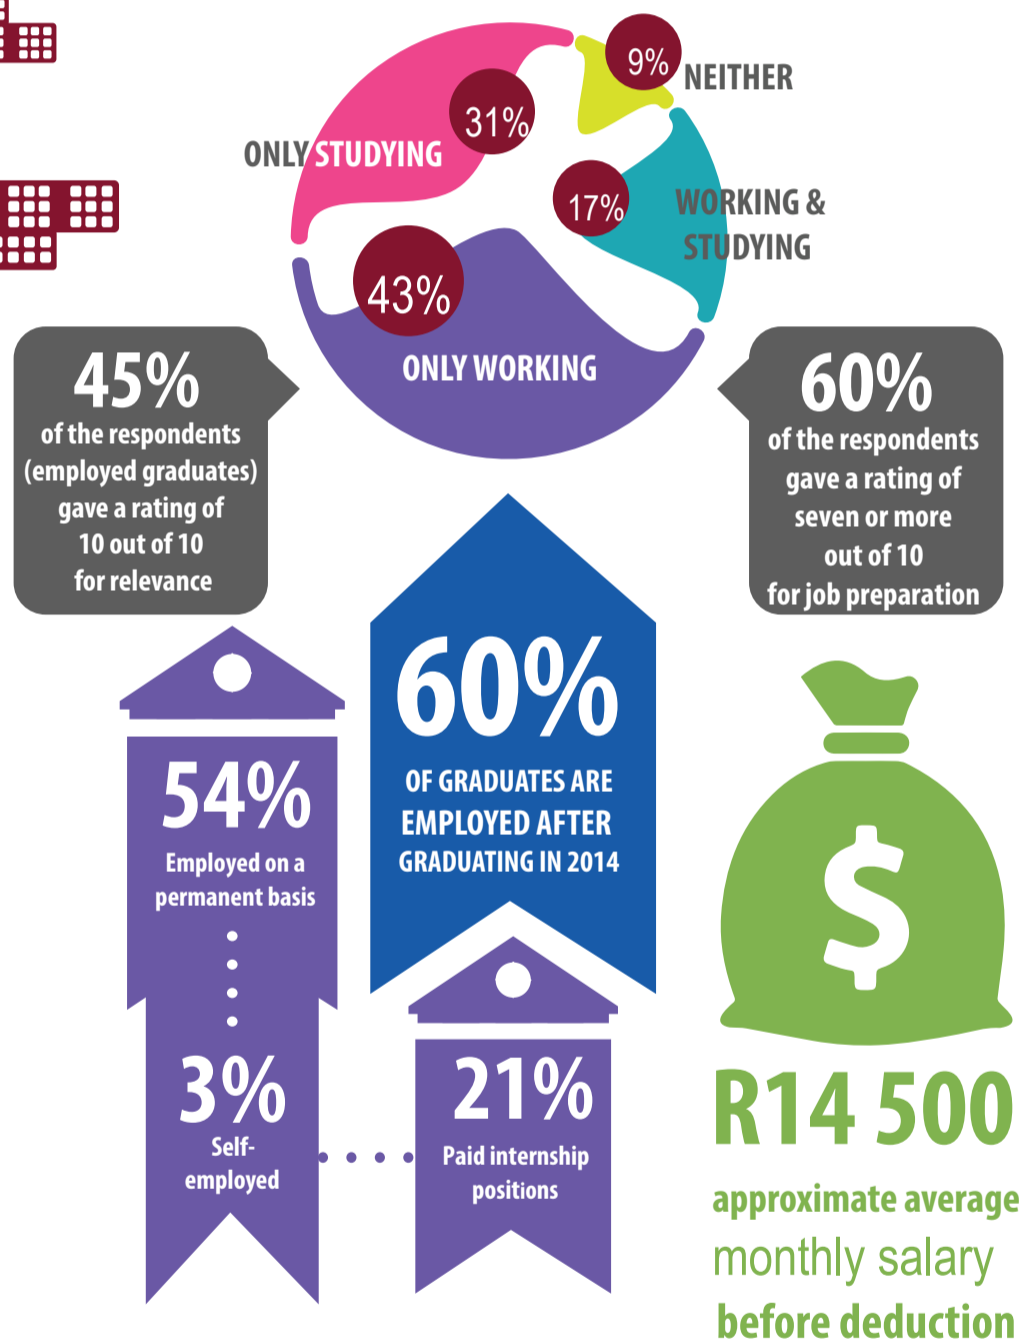 9%
NEITHER
31%
ONLY STUDYING
17%
WORKING &
STUDYING
43%
ONLY WORKING
45%
of the respondents
(employed graduates)
gave a rating of
10 out of 10
for relevance
60%
of the respondents
gave a rating of
seven or more
out of 10
for job preparation
60%
OF GRADUATES ARE
EMPLOYED AFTER
GRADUATING IN 2014
54%
Employed on a
permanent basis
3%
Self-
employed
21%
Paid internship
positions
$
R14 500
approximate average
monthly salary
before deduction